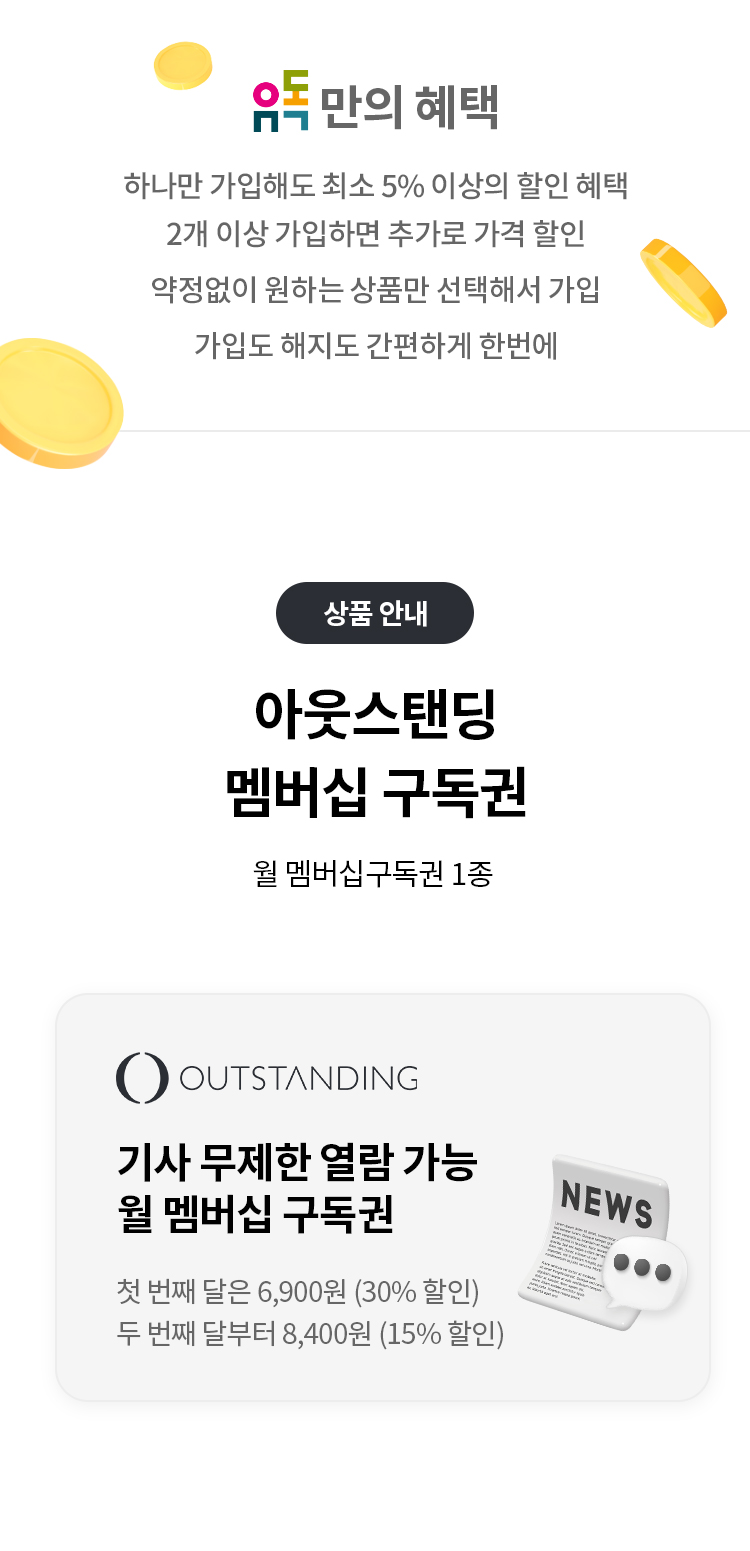 유독만의 혜택
하나만 가입해도 최소 5% 이상의 할인 혜택
2개 이상 가입하면 추가로 가격 할인
약정없이 원하는 상품만 선택해서 가입
가입도 해지도 간편하게 한번에
상품 안내
아웃스탠딩
멤버십 구독권
월 멤버십구독권 1종
OUTSTANDING
기사 무제한 열람 가능
월 멤버십 구독권
첫 번째 달은 6,900원 (30% 할인)
두 번째 달부터 8,400원 (15% 할인)
NEWS